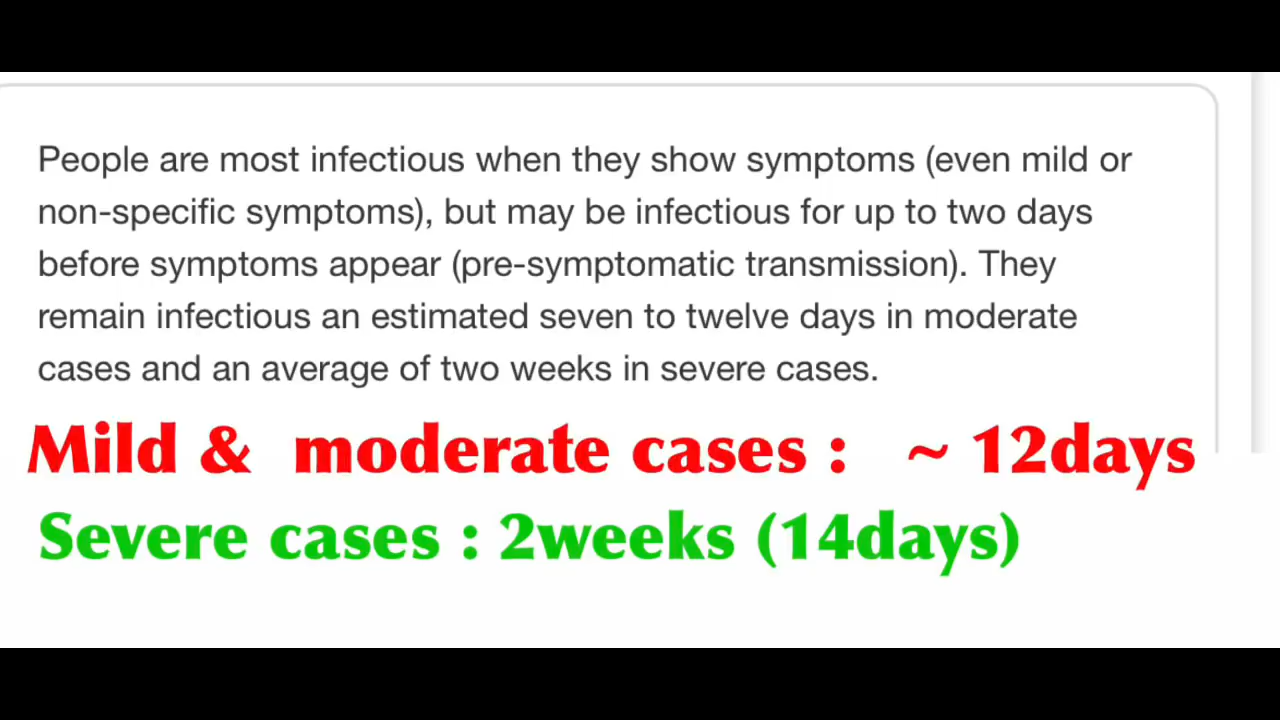 People are most infectious when they show symptoms (even mild or
non-specific symptoms), but may be infectious for up to two days
before symptoms appear (pre-symptomatic transmission). They
remain infectious an estimated seven to twelve days in moderate
cases and an average of two weeks in severe cases.
Mild & moderate cases : ~ 12days
Severe cases : 2weeks (14days)